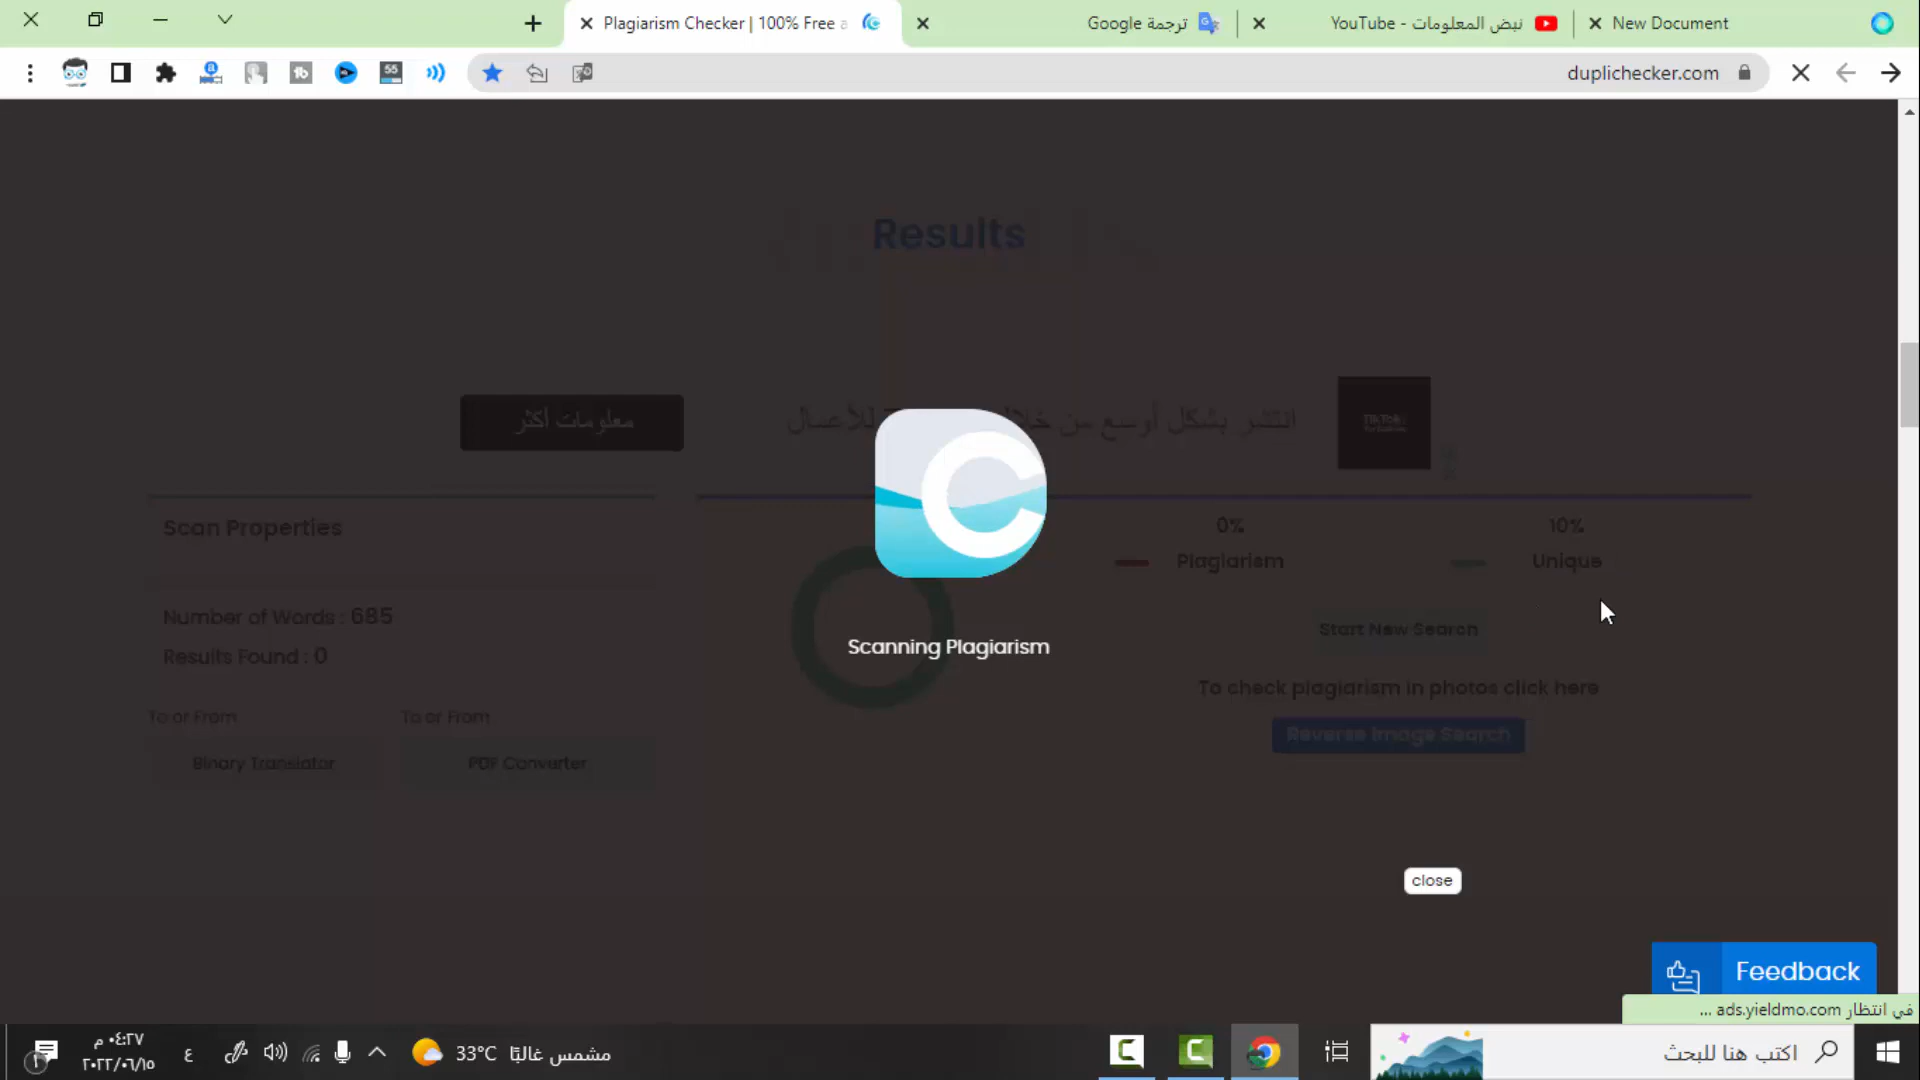 Plagiarism Checker | 100% Free a
Google ترجمة
نبض المعلومات - YouTube
New Document
55
duplichecker.com
Results
معلومات أكثر
انتشر بشكل أوسع من خلال
للأعمال
TikTok
Scan Properties
0%
10%
Plagiarism
Unique
Number of Words : 685
Start New Search
Results Found : 0
Scanning Plagiarism
To check plagiarism in photos click here
To or From
To or From
Reverse Image Search
Binary Translator
PDF Converter
close
Feedback
في انتظار ads.yieldmo.com ...
٠٤:٢٧ م
٢٠٢٢/٠٦/١٥
ع
33°C
مشمس غالبًا
اكتب هنا للبحث